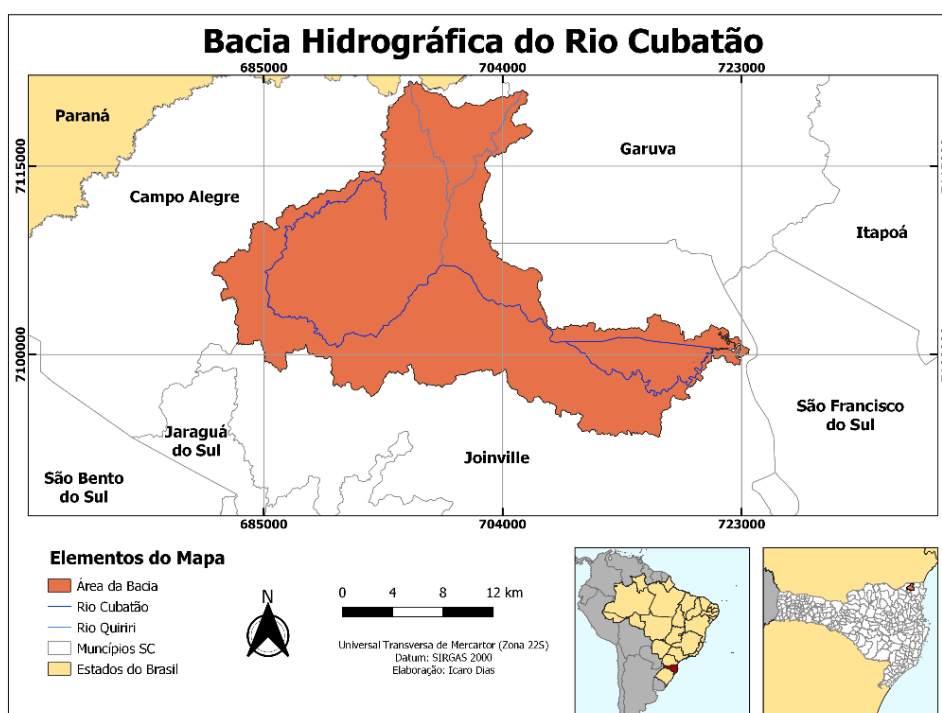 Bacia Hidrográfica do Rio Cubatão
685000 704000 723000
Paraná
Garuva
7115000
Campo Alegre
Itapoá
7100000
São Francisco
do Sul
Jaraguá
do Sul
Joinville
São Bento
do Sul
685000 704000 723000
Elementos do Mapa
Área da Bacia
Rio Cubatão
Rio Quiriri
Muncípios SC
Estados do Brasil
N
0 4 8 12 km
Universal Transversa de Mercartor (Zona 22S)
Datum: SIRGAS 2000
Elaboração: Icaro Dias